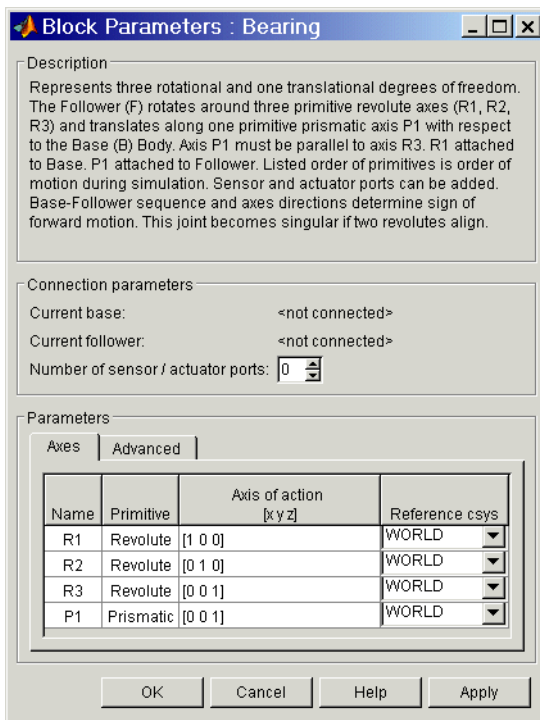 Block Parameters : Bearing
Description
Represents three rotational and one translational degrees of freedom.
The Follower (F) rotates around three primitive revolute axes (R1, R2,
R3) and translates along one primitive prismatic axis P1 with respect
to the Base (B) Body. Axis P1 must be parallel to axis R3. R1 attached
to Base. P1 attached to Follower. Listed order of primitives is order of
motion during simulation. Sensor and actuator ports can be added.
Base-Follower sequence and axes directions determine sign of
forward motion. This joint becomes singular if two revolutes align.
Connection parameters
Current base: <not connected>
Current follower: <not connected>
Number of sensor / actuator ports: 0
Parameters
Axes Advanced
Name Primitive Axis of action [x y z] Reference csys
R1 Revolute [1 0 0] WORLD
R2 Revolute [0 1 0] WORLD
R3 Revolute [0 0 1] WORLD
P1 Prismatic [0 0 1] WORLD
OK Cancel Help Apply